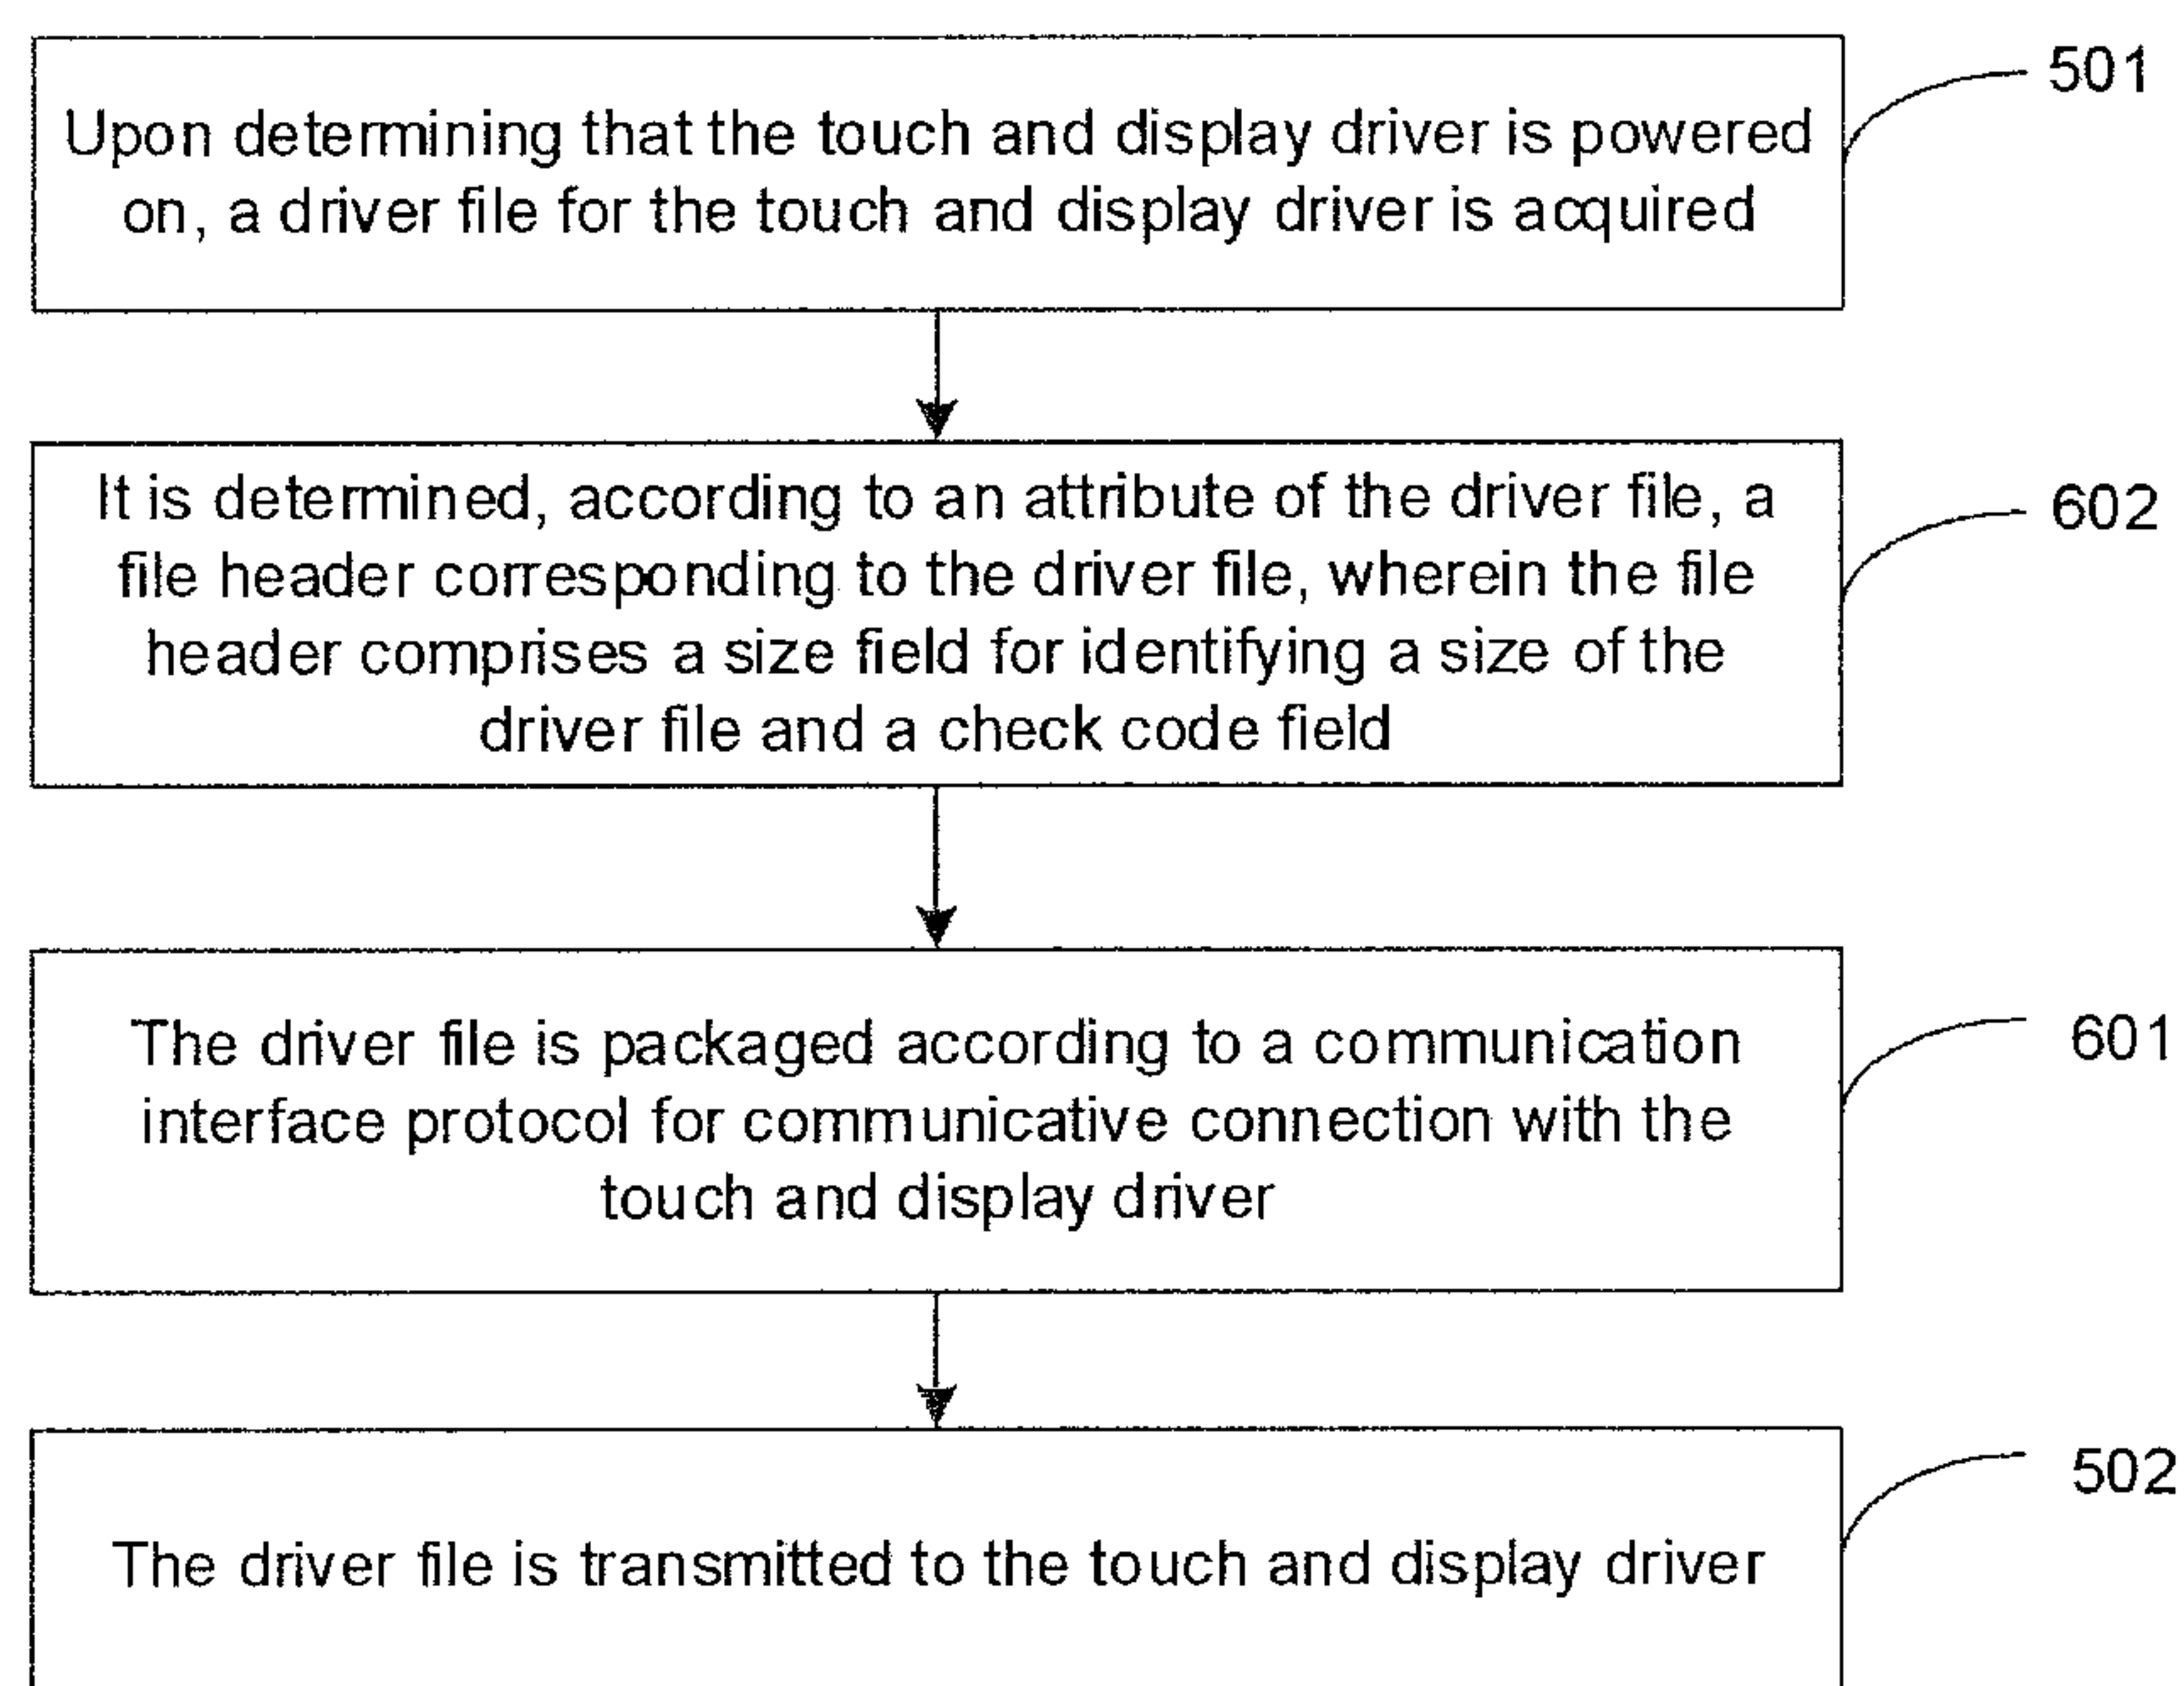 501
Upon determining that the touch and display driver is powered
on, a driver file for the touch and display driver is acquired
602
It is determined, according to an attribute of the driver file, a
file header corresponding to the driver file, wherein the file
header comprises a size field for identifying a size of the
driver file and a check code field
601
The driver file is packaged according to a communication
interface protocol for communicative connection with the
touch and display driver
502
The driver file is transmitted to the touch and display driver